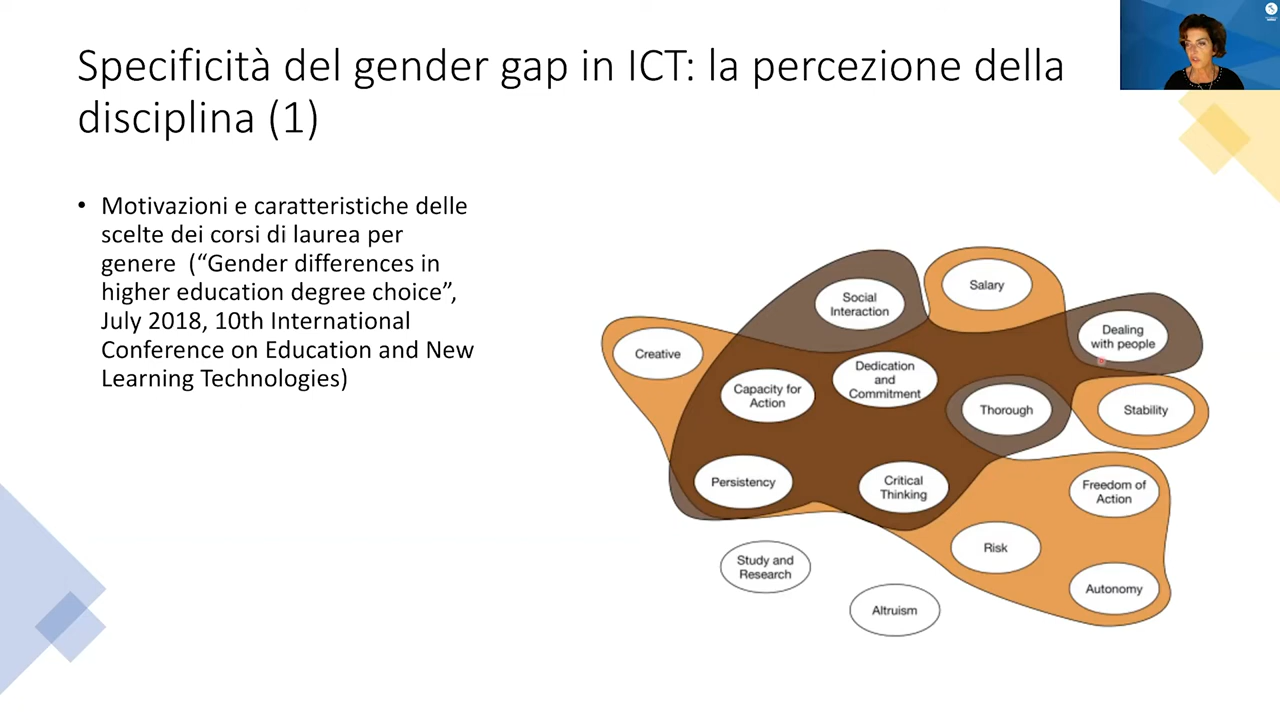 Specificità del gender gap in ICT: la percezione della
disciplina (1)
• Motivazioni e caratteristiche delle
scelte dei corsi di laurea per
genere (“Gender differences in
higher education degree choice”,
July 2018, 10th International
Conference on Education and New
Learning Technologies)
Social
Interaction
Salary
Dealing
with people
Creative
Dedication
and
Commitment
Capacity for
Action
Thorough
Stability
Persistency
Critical
Thinking
Freedom of
Action
Risk
Study and
Research
Autonomy
Altruism